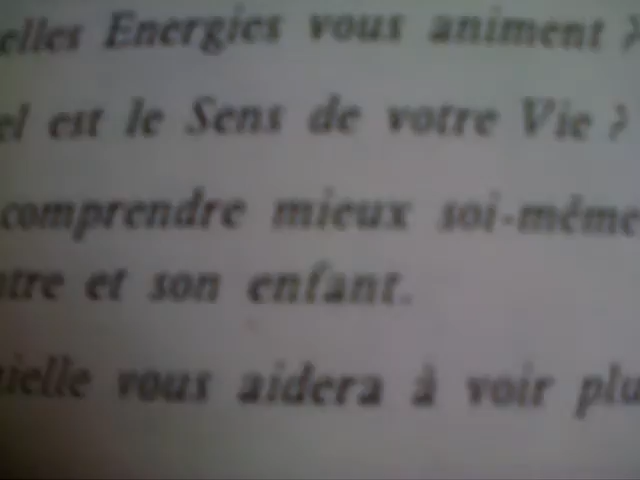 elles Energies vous animent ?
el est le Sens de votre Vie ?
comprendre mieux soi-même
tre et son enfant.
ielle vous aidera à voir plu